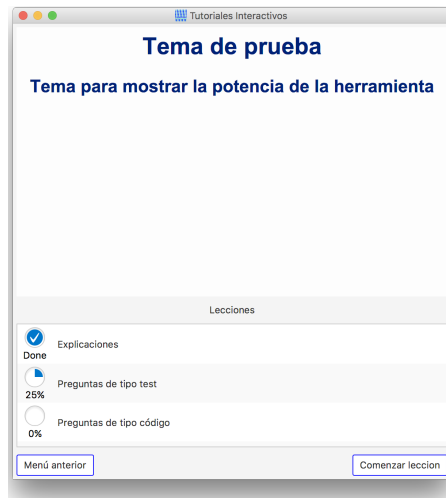 Tutoriales Interactivos
Tema de prueba
Tema para mostrar la potencia de la herramienta
Lecciones
Done
Explicaciones
25%
Preguntas de tipo test
0%
Preguntas de tipo código
Menú anterior
Comenzar leccion